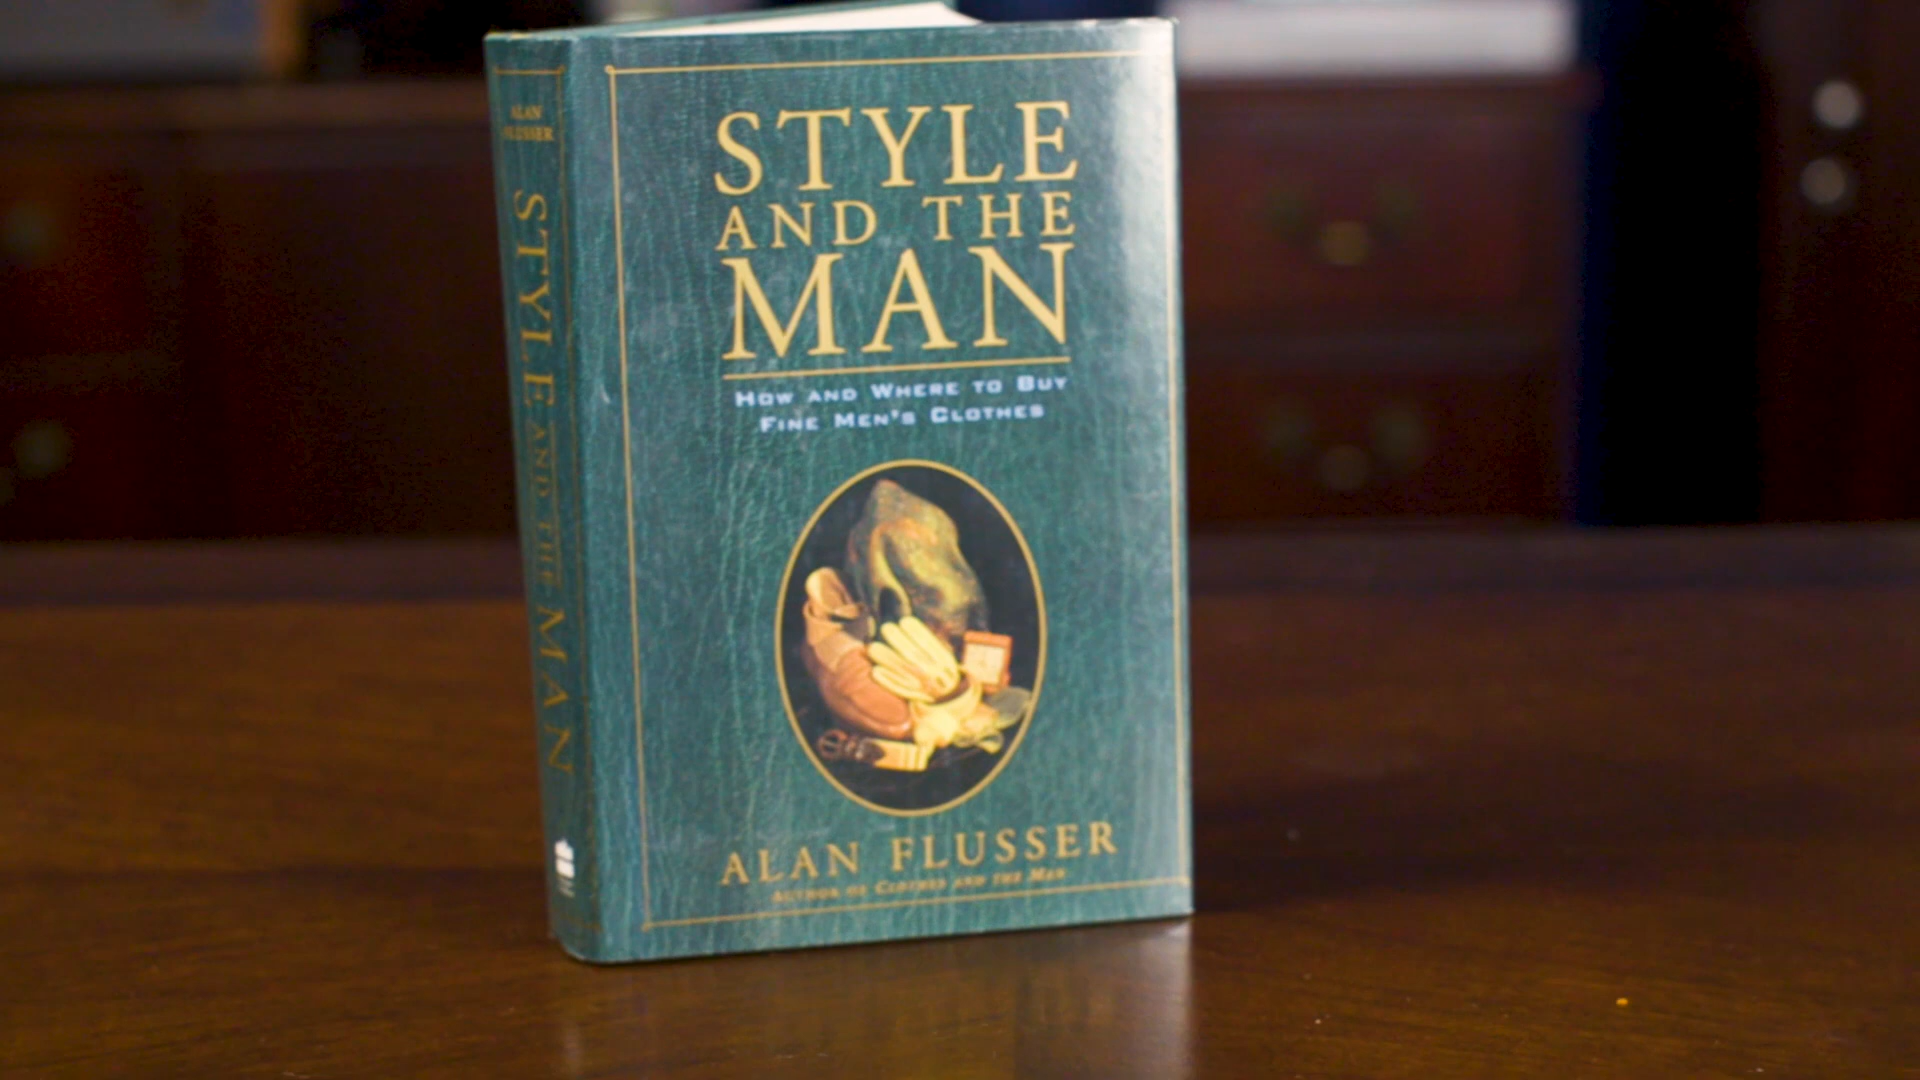 ALAN
FLUSSER
STYLE AND THE MAN
STYLE
AND THE
MAN
HOW AND WHERE TO BUY
FINE MEN'S CLOTHES
ALAN FLUSSER
AUTHOR OF CLOTHES AND THE MAN